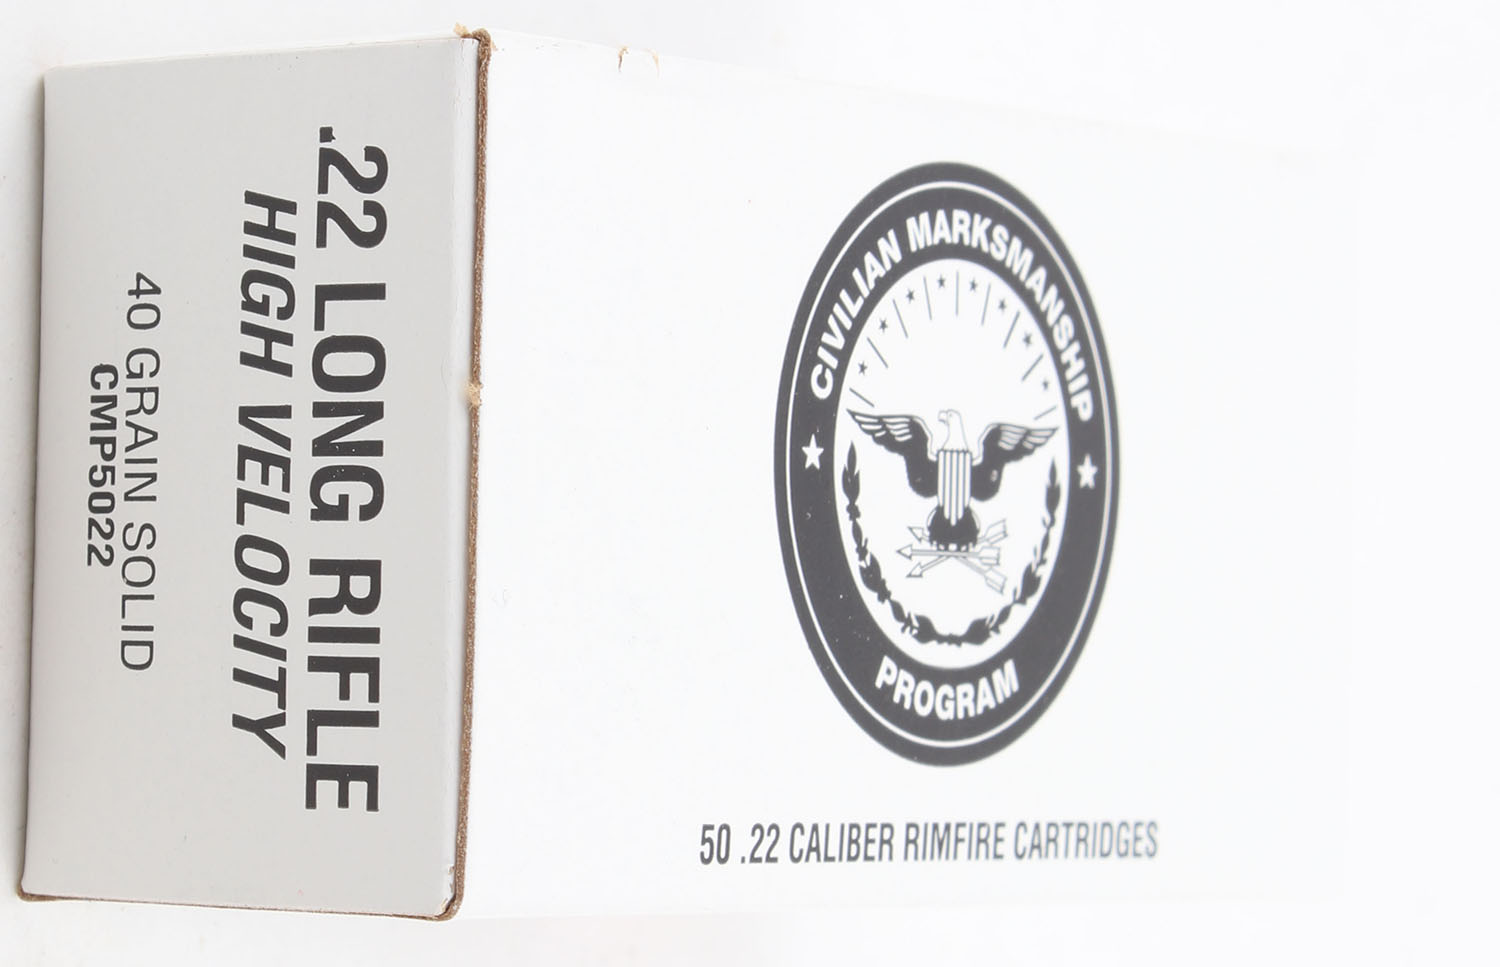 .22 LONG RIFLE
HIGH VELOCITY
40 GRAIN SOLID
CMP5022
CIVILIAN MARKSMANSHIP
PROGRAM
50 .22 CALIBER RIMFIRE CARTRIDGES